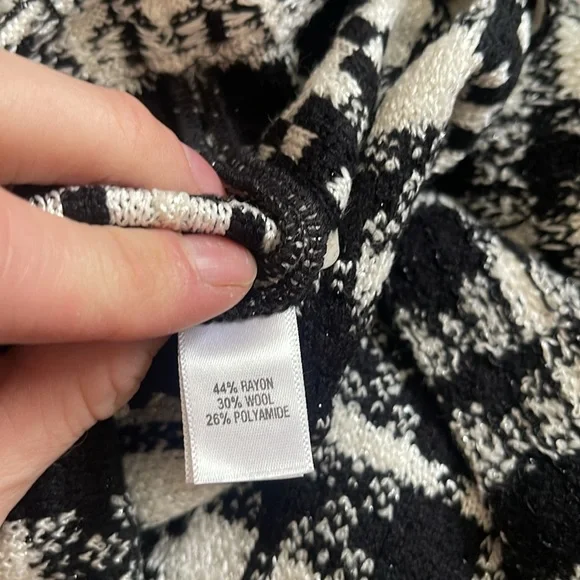 44% RAYON
30% WOOL
26% POLYAMIDE